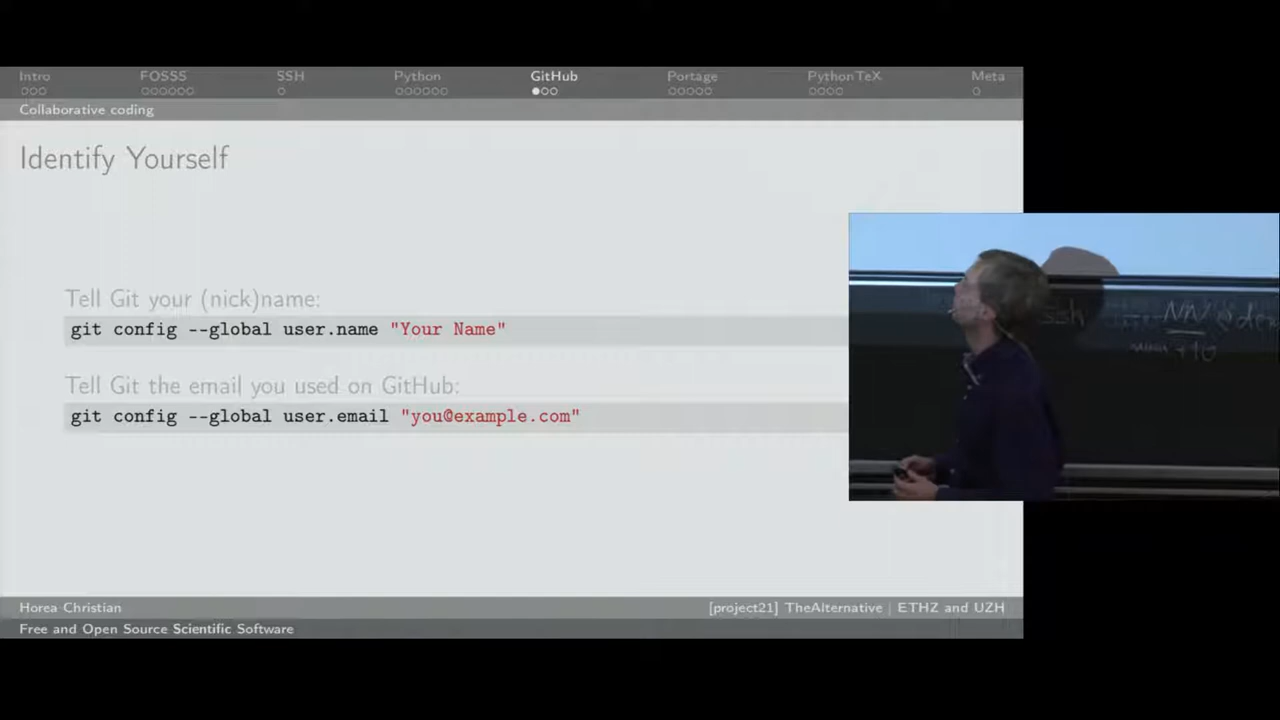 Intro FOSSS SSH Python GitHub Portage PythonTeX Meta
Collaborative coding
Identify Yourself
Tell Git your (nick)name:
git config --global user.name "Your Name"
Tell Git the email you used on GitHub:
git config --global user.email "you@example.com"
ssh NN@
Horea Christian [project21] TheAlternative | ETHZ and UZH
Free and Open Source Scientific Software